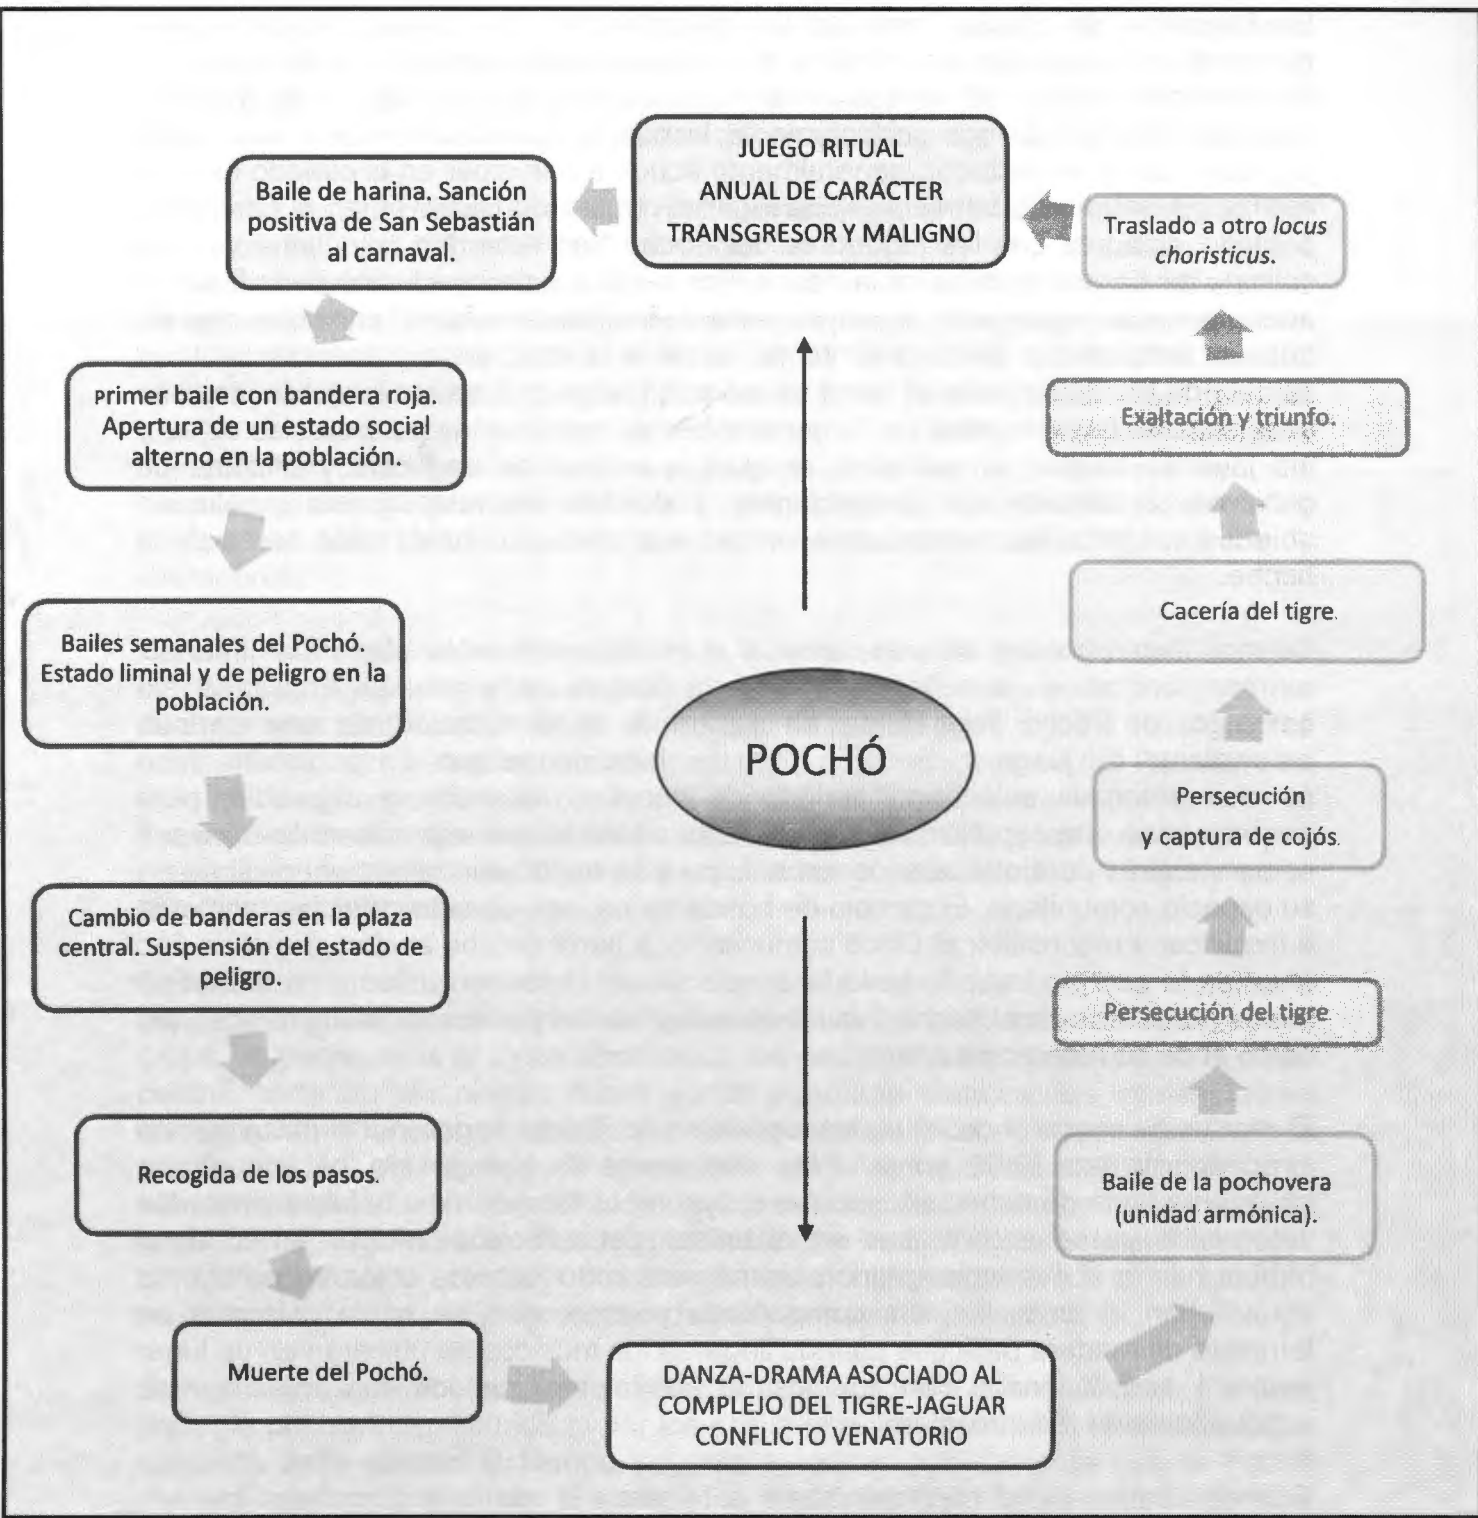 JUEGO RITUAL
ANUAL DE CARÁCTER
TRANSGRESOR Y MALIGNO
Baile de harina. Sanción
positiva de San Sebastián
al carnaval.
Primer baile con bandera roja.
Apertura de un estado social
alterno en la población.
Bailes semanales del Pochó.
Estado liminal y de peligro en la
población.
Cambio de banderas en la plaza
central. Suspensión del estado de
peligro.
Recogida de los pasos.
Muerte del Pochó.
DANZA-DRAMA ASOCIADO AL
COMPLEJO DEL TIGRE-JAGUAR
CONFLICTO VENATORIO
Baile de la pochovera
(unidad armónica).
Persecución del tigre
Persecución
y captura de cojós.
Cacería del tigre.
Exaltación y triunfo.
Traslado a otro locus
choristicus.
POCHÓ